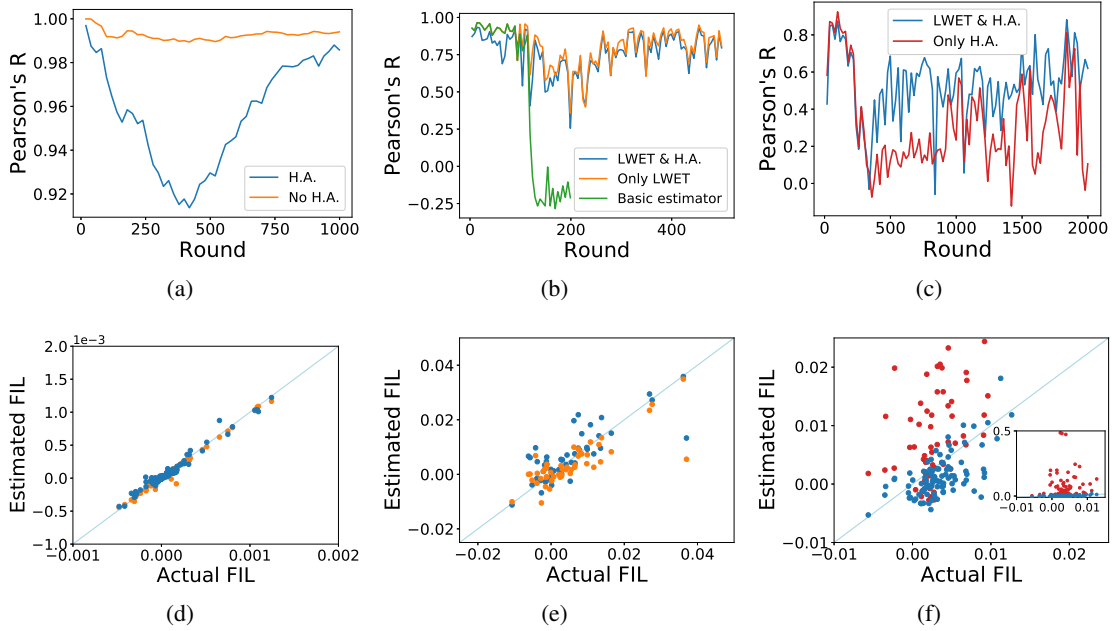 1.00
0.98
0.96
0.94
0.92
Pearson's R
H.A.
No H.A.
0
250
500
750
1000
Round
(a)
1.00
0.75
0.50
0.25
0.00
−0.25
Pearson's R
LWET & H.A.
Only LWET
Basic estimator
0
200
400
Round
(b)
0.8
0.6
0.4
0.2
0.0
Pearson's R
LWET & H.A.
Only H.A.
0
500
1000
1500
2000
Round
(c)
1e−3
2.0
1.5
1.0
0.5
0.0
−0.5
−1.0
Estimated FIL
−0.001
0.000
0.001
0.002
Actual FIL
(d)
0.04
0.02
0.00
−0.02
Estimated FIL
−0.02
0.00
0.02
0.04
Actual FIL
(e)
0.02
0.01
0.00
−0.01
Estimated FIL
0.5
0.0
−0.01
0.00
0.01
−0.01
0.00
0.01
0.02
Actual FIL
(f)